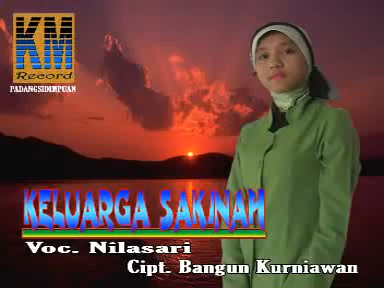 KM
Record
PADANGSIDIMPUAN
KELUARGA SAKINAH
Voc. Nilasari
Cipt. Bangun Kurniawan